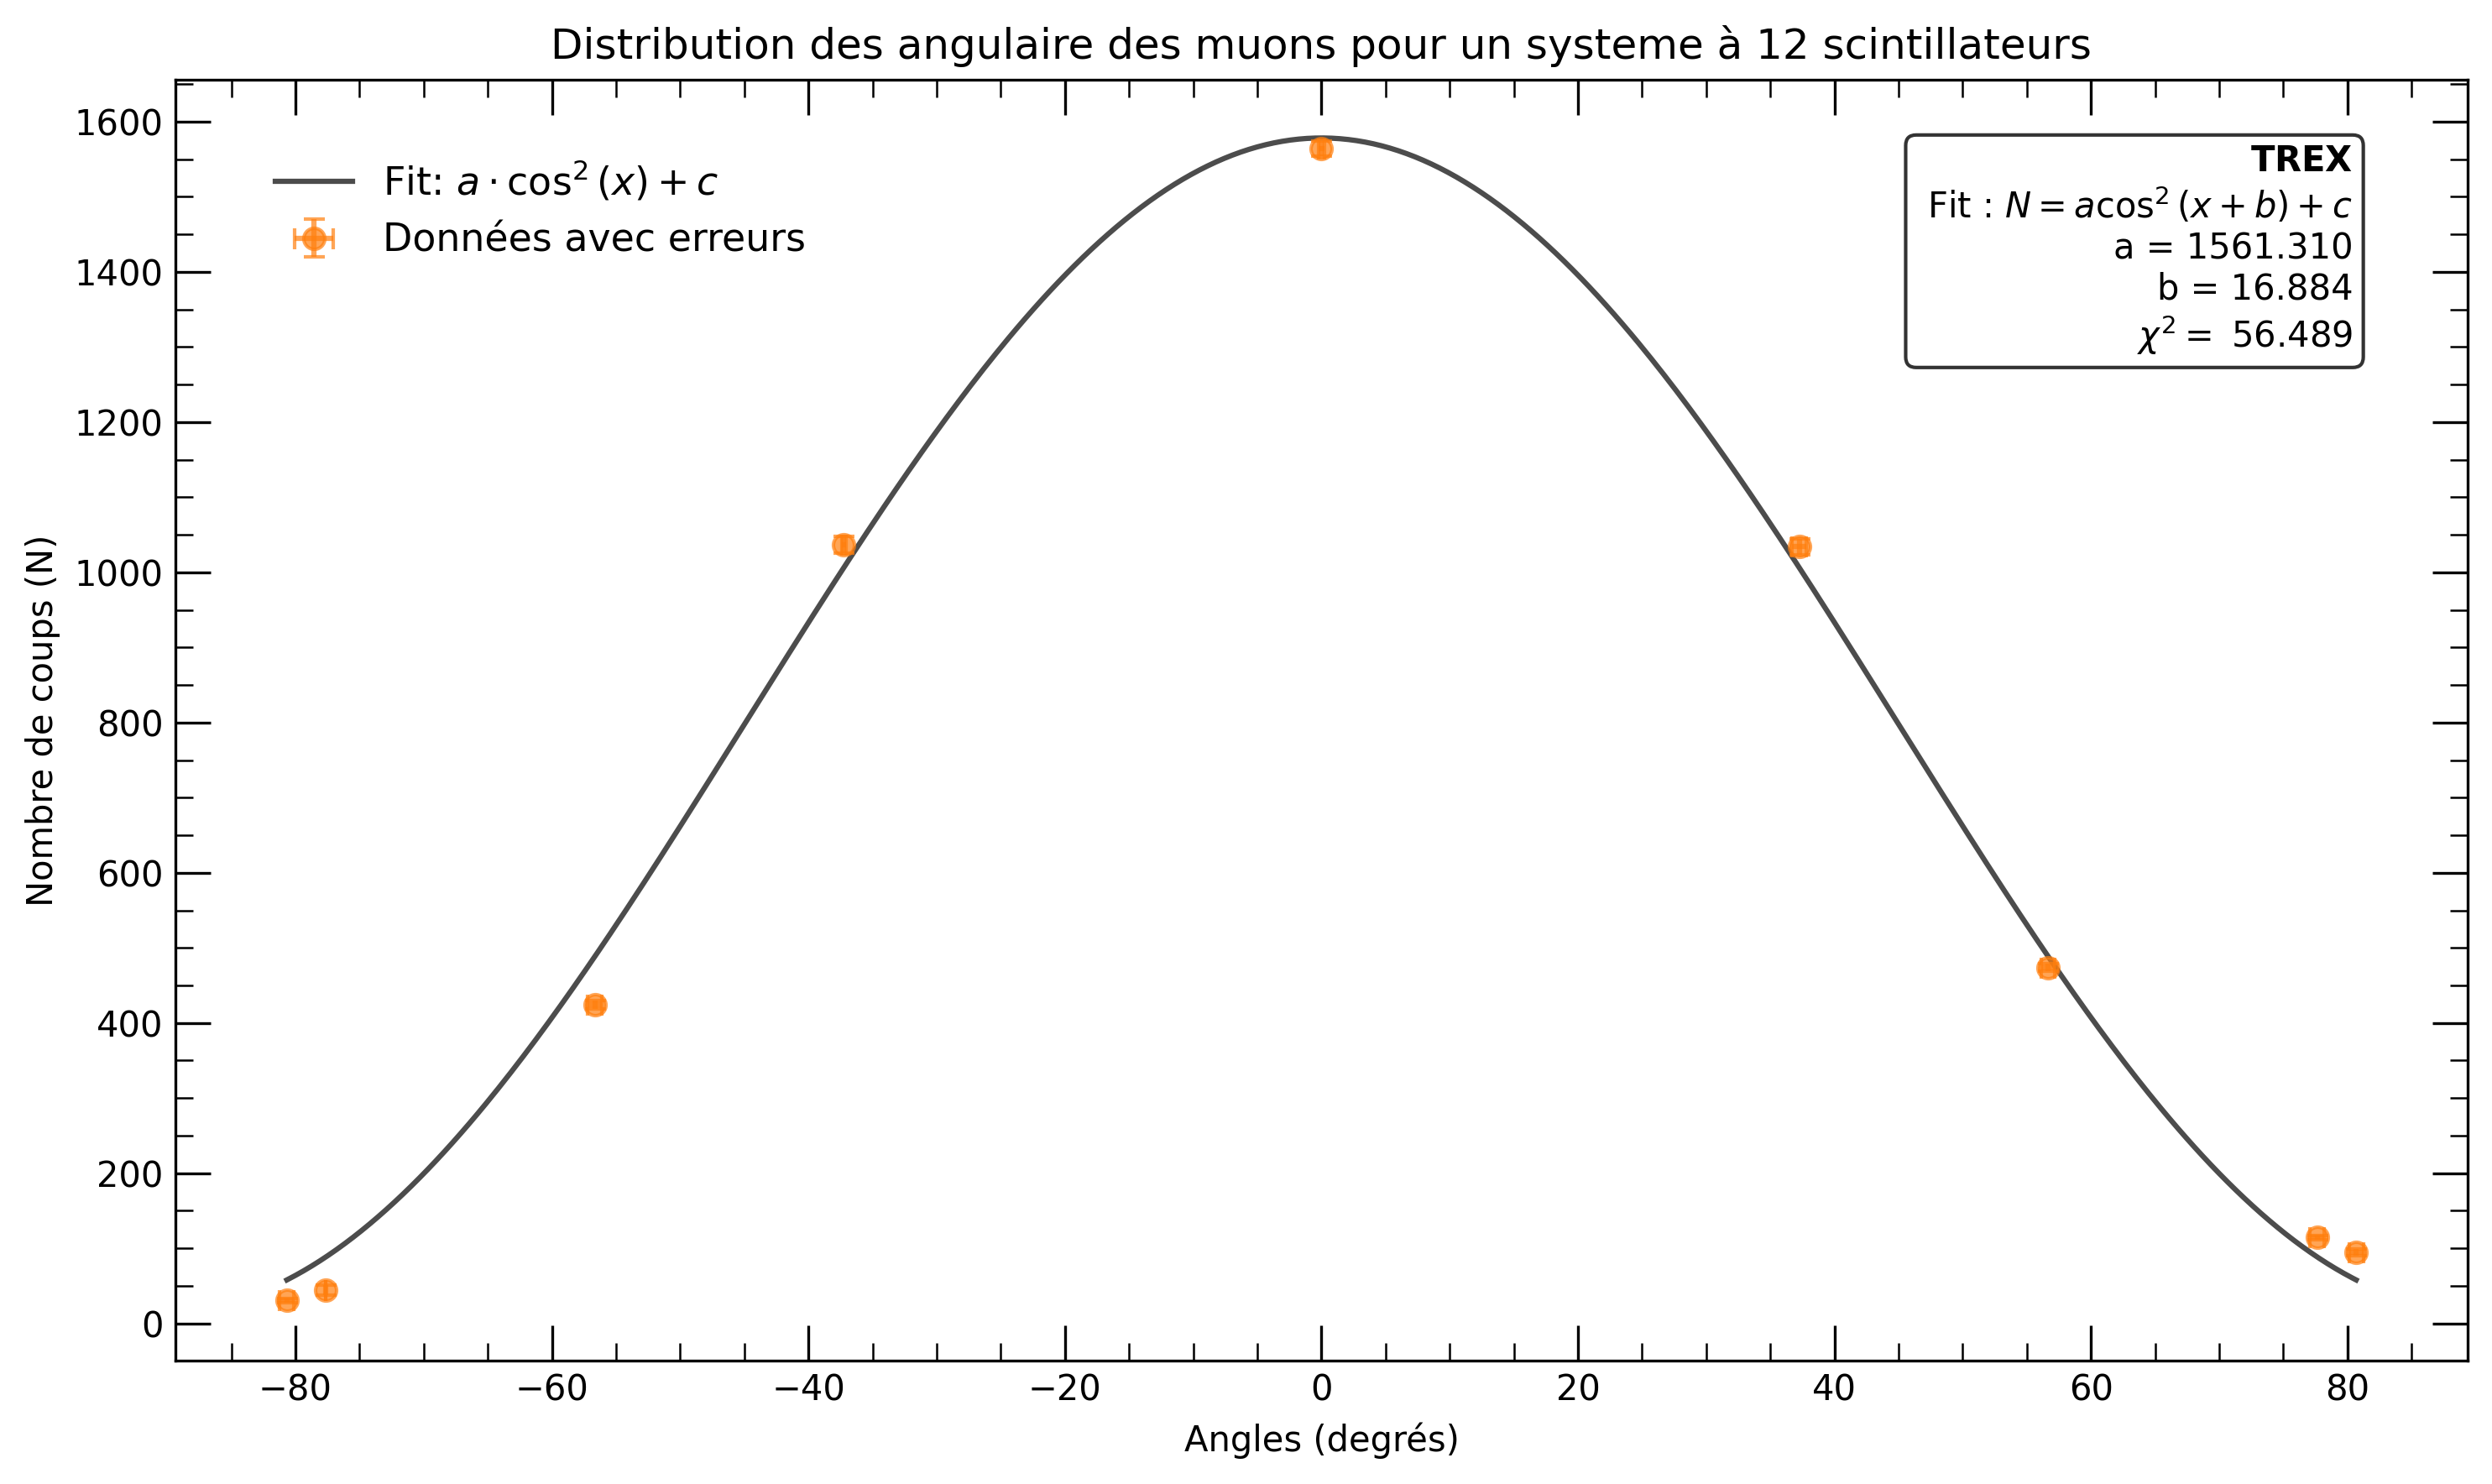 Distribution des angulaire des muons pour un systeme à 12 scintillateurs
Fit: a · cos² (x) + c
Données avec erreurs
TREX
Fit : N = acos² (x + b) + c
a = 1561.310
b = 16.884
χ² = 56.489
Nombre de coups (N)
1600
1400
1200
1000
800
600
400
200
0
−80 −60 −40 −20 0 20 40 60 80
Angles (degrés)